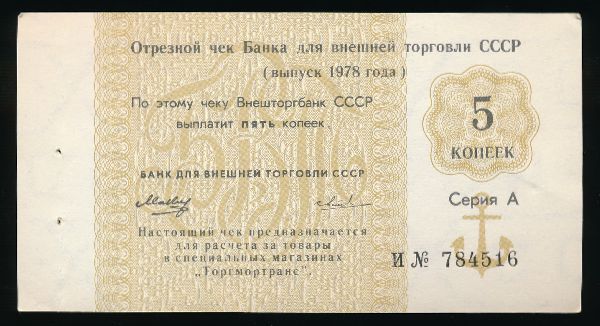 Отрезной чек Банка для внешней торговли СССР
(выпуск 1978 года)
По этому чеку Внешторгбанк СССР
выплатит пять копеек.
5
КОПЕЕК
БАНК ДЛЯ ВНЕШНЕЙ ТОРГОВЛИ СССР
Серия А
Настоящий чек предназначается
для расчета за товары
в специальных магазинах
„Торгмортранс".
И № 784516